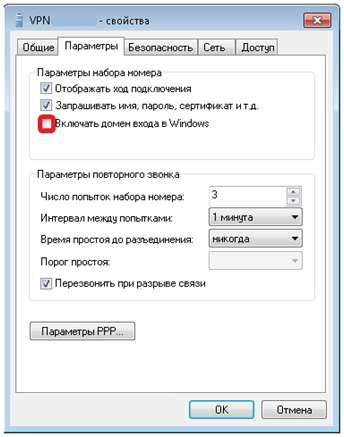 VPN - свойства
Общие Параметры Безопасность Сеть Доступ
Параметры набора номера
Отображать ход подключения
Запрашивать имя, пароль, сертификат и т.д.
Включать домен входа в Windows
Параметры повторного звонка
Число попыток набора номера: 3
Интервал между попытками: 1 минута
Время простоя до разъединения: никогда
Порог простоя:
Перезвонить при разрыве связи
Параметры PPP...
OK Отмена